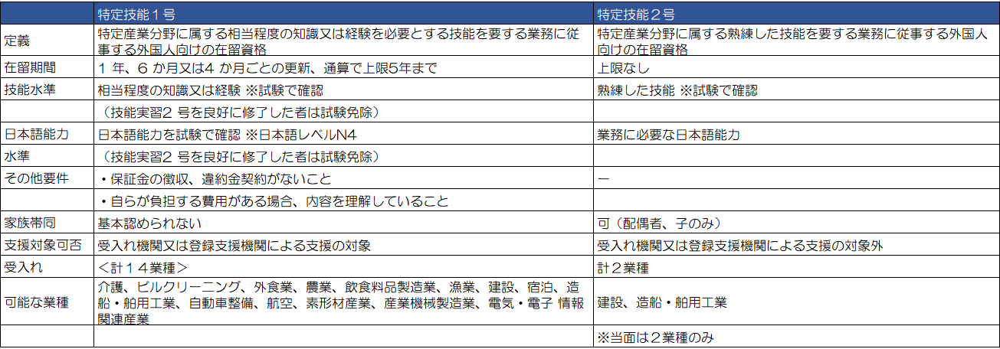 特定技能１号 特定技能２号
定義 特定産業分野に属する相当程度の知識又は経験を必要とする技能を要する業務に従 特定産業分野に属する熟練した技能を要する業務に従事する外国人
事する外国人向けの在留資格 向けの在留資格
在留期間 1 年、6 か月又は4 か月ごとの更新、通算で上限5年まで 上限なし
技能水準 相当程度の知識又は経験 ※試験で確認 熟練した技能 ※試験で確認
（技能実習2 号を良好に修了した者は試験免除）
日本語能力 日本語能力を試験で確認 ※日本語レベルN4 業務に必要な日本語能力
水準 （技能実習2 号を良好に修了した者は試験免除）
その他要件 ・保証金の徴収、違約金契約がないこと ー
・自らが負担する費用がある場合、内容を理解していること
家族帯同 基本認められない 可（配偶者、子のみ）
支援対象可否 受入れ機関又は登録支援機関による支援の対象 受入れ機関又は登録支援機関による支援の対象外
受入れ ＜計１４業種＞ 計２業種
可能な業種 介護、ビルクリーニング、外食業、農業、飲食料品製造業、漁業、建設、宿泊、造 建設、造船・舶用工業
船・舶用工業、自動車整備、航空、素形材産業、産業機械製造業、電気・電子 情報
関連産業
※当面は２業種のみ